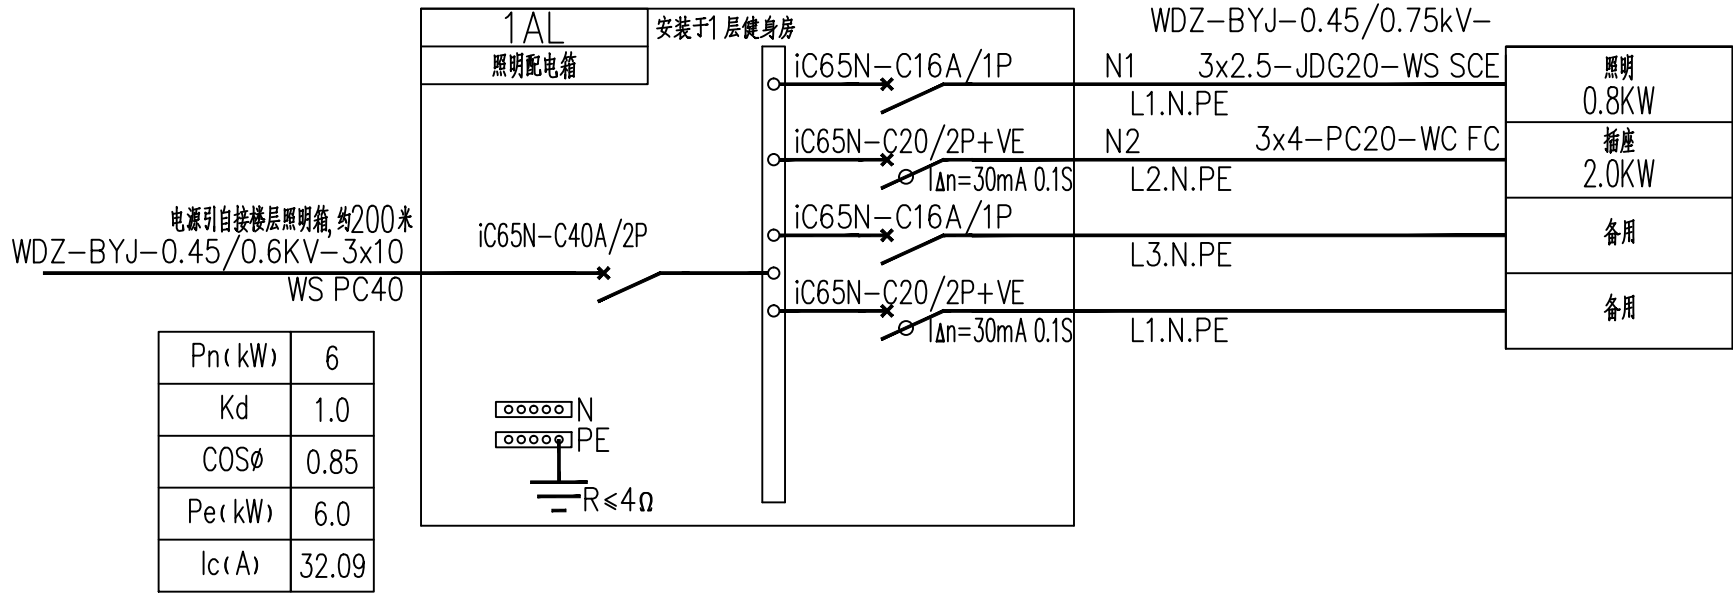 1AL
照明配电箱
安装于1层健身房
WDZ-BYJ-0.45/0.75kV-
iC65N-C16A/1P
N1
3x2.5-JDG20-WS SCE
L1.N.PE
照明
0.8KW
iC65N-C20/2P+VE
N2
3x4-PC20-WC FC
I∆n=30mA 0.1S
L2.N.PE
插座
2.0KW
iC65N-C16A/1P
L3.N.PE
备用
iC65N-C20/2P+VE
I∆n=30mA 0.1S
L1.N.PE
备用
电源引自接楼层照明箱,约200米
WDZ-BYJ-0.45/0.6KV-3x10
WS PC40
iC65N-C40A/2P
Pn(kW) 6
Kd 1.0
COSø 0.85
Pe(kW) 6.0
Ic(A) 32.09
N
PE
R≤4Ω